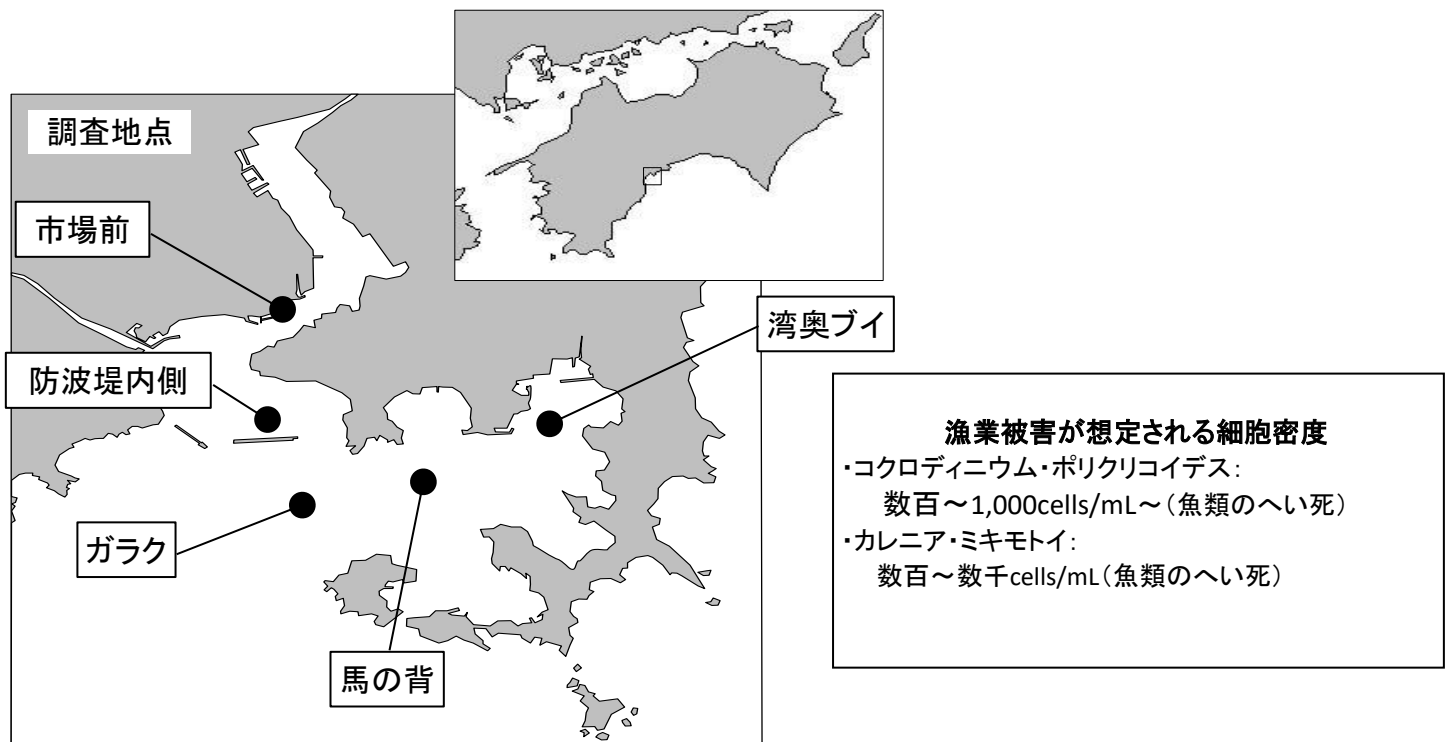 調査地点
市場前
湾奥ブイ
防波堤内側
ガラク
馬の背
漁業被害が想定される細胞密度
・コクロディニウム・ポリクリコイデス：
数百～1,000cells/mL～（魚類のへい死）
・カレニア・ミキモトイ：
数百～数千cells/mL（魚類のへい死）